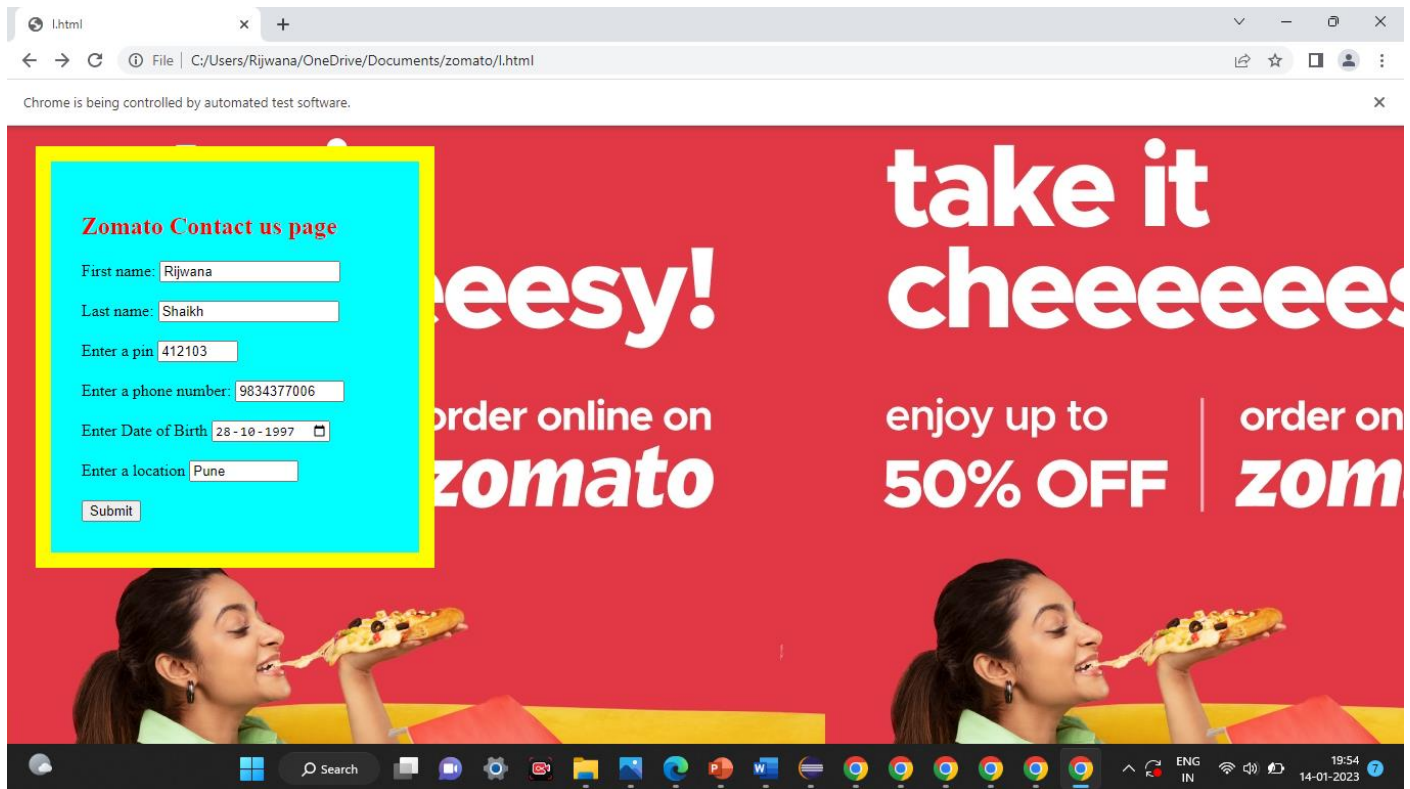 l.html
File | C:/Users/Rijwana/OneDrive/Documents/zomato/l.html
Chrome is being controlled by automated test software.
Zomato Contact us page
First name: Rijwana
Last name: Shaikh
Enter a pin 412103
Enter a phone number: 9834377006
Enter Date of Birth 28-10-1997
Enter a location Pune
Submit
eeesy!
order online on
zomato
take it
cheeeeees
enjoy up to
50% OFF
order on
zom
Search
ENG
IN
19:54
14-01-2023
7